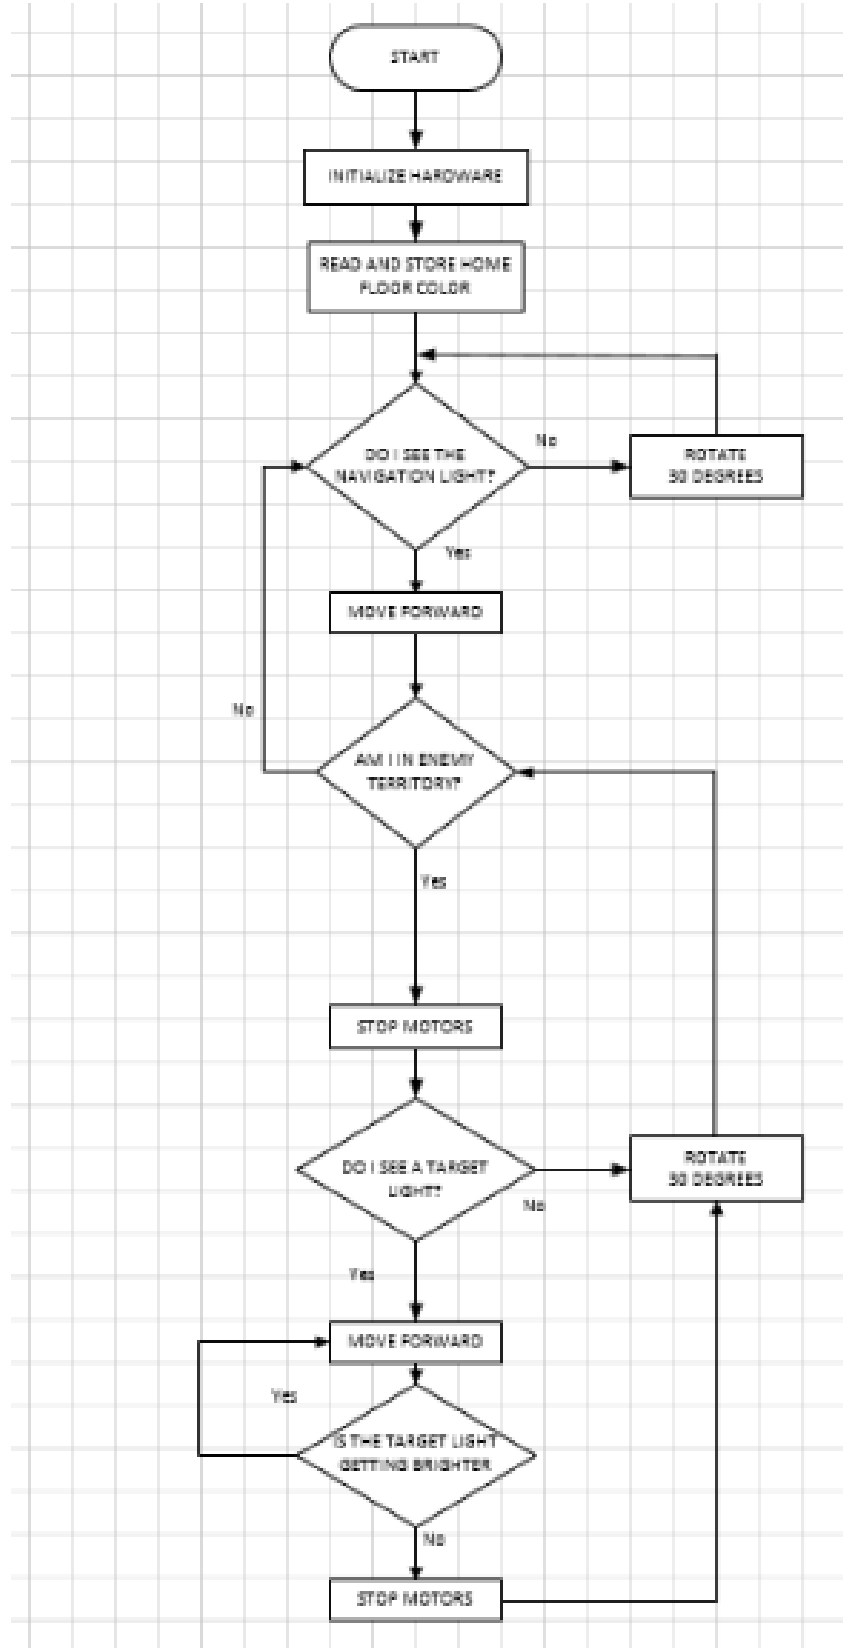 START
INITIALIZE HARDWARE
READ AND STORE HOME
FLOOR COLOR
DO I SEE THE
NAVIGATION LIGHT?
No
ROTATE
30 DEGREES
Yes
MOVE FORWARD
No
AM I IN ENEMY
TERRITORY?
Yes
STOP MOTORS
DO I SEE A TARGET
LIGHT?
No
ROTATE
30 DEGREES
Yes
MOVE FORWARD
Yes
IS THE TARGET LIGHT
GETTING BRIGHTER
No
STOP MOTORS